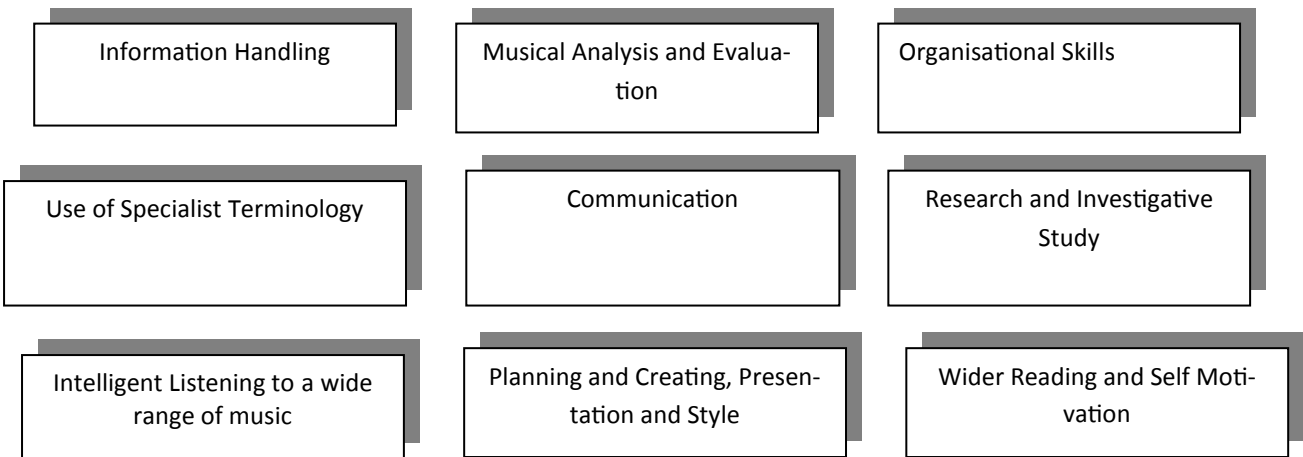 Information Handling
Musical Analysis and Evalua-
tion
Organisational Skills
Use of Specialist Terminology
Communication
Research and Investigative
Study
Intelligent Listening to a wide
range of music
Planning and Creating, Presen-
tation and Style
Wider Reading and Self Moti-
vation